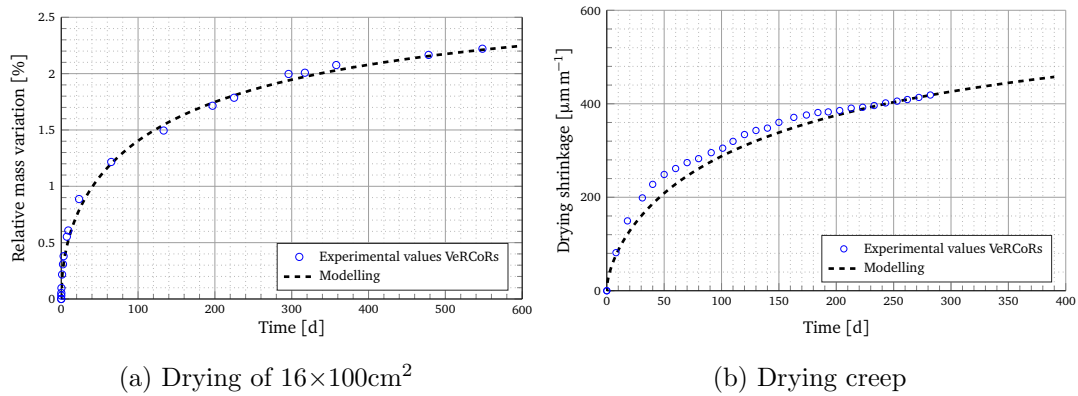 2.5
2
1.5
1
0.5
0
0 100 200 300 400 500 600
Relative mass variation [%]
Time [d]
Experimental values VeRCoRs
Modelling
(a) Drying of 16×100cm²
600
400
200
0
0 50 100 150 200 250 300 350 400
Drying shrinkage [µm m⁻¹]
Time [d]
Experimental values VeRCoRs
Modelling
(b) Drying creep